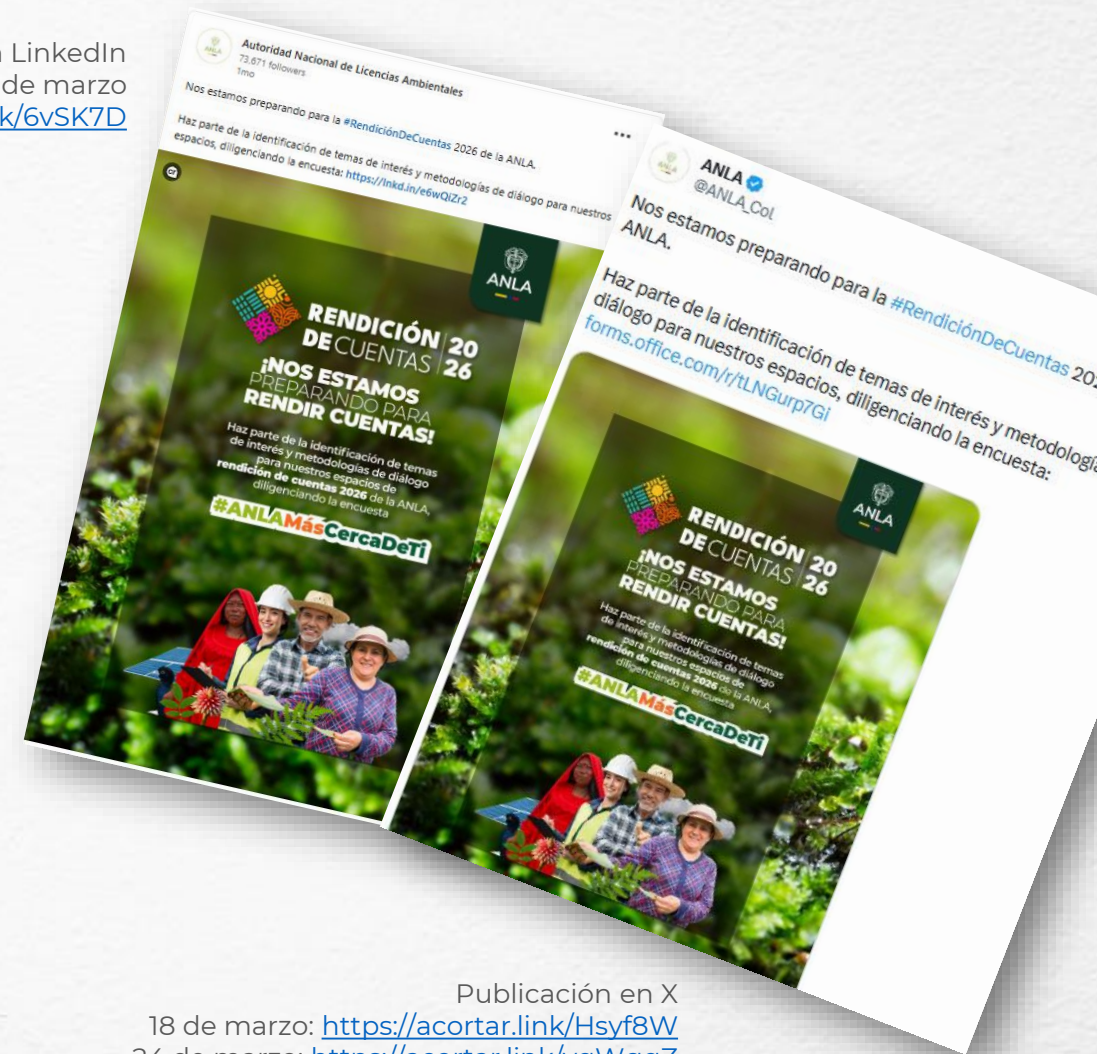 LinkedIn
de marzo
k/6vSK7D
Autoridad Nacional de Licencias Ambientales
73,671 followers
1mo
Nos estamos preparando para la #RendiciónDeCuentas 2026 de la ANLA.
Haz parte de la identificación de temas de interés y metodologías de diálogo para nuestros
espacios, diligenciando la encuesta: https://lnkd.in/e6wQiZr2
ANLA
RENDICIÓN 20
DE CUENTAS 26
¡NOS ESTAMOS
PREPARANDO PARA
RENDIR CUENTAS!
Haz parte de la identificación de temas
de interés y metodologías de diálogo
para nuestros espacios de
rendición de cuentas 2026 de la ANLA,
diligenciando la encuesta
#ANLAMásCercaDeTi
ANLA
@ANLA_Col
Nos estamos preparando para la #RendiciónDeCuentas
ANLA.
Haz parte de la identificación de temas de interés y
diálogo para nuestros espacios, diligenciando la encuesta:
forms.office.com/r/tLNGurp7Gi
ANLA
RENDICIÓN 20
DE CUENTAS 26
¡NOS ESTAMOS
PREPARANDO PARA
RENDIR CUENTAS!
Haz parte de la identificación de temas
de interés y metodologías de diálogo
para nuestros espacios de
rendición de cuentas 2026 de la ANLA,
diligenciando la encuesta
#ANLAMásCercaDeTi
Publicación en X
18 de marzo: https://acortar.link/Hsyf8W
de marzo: